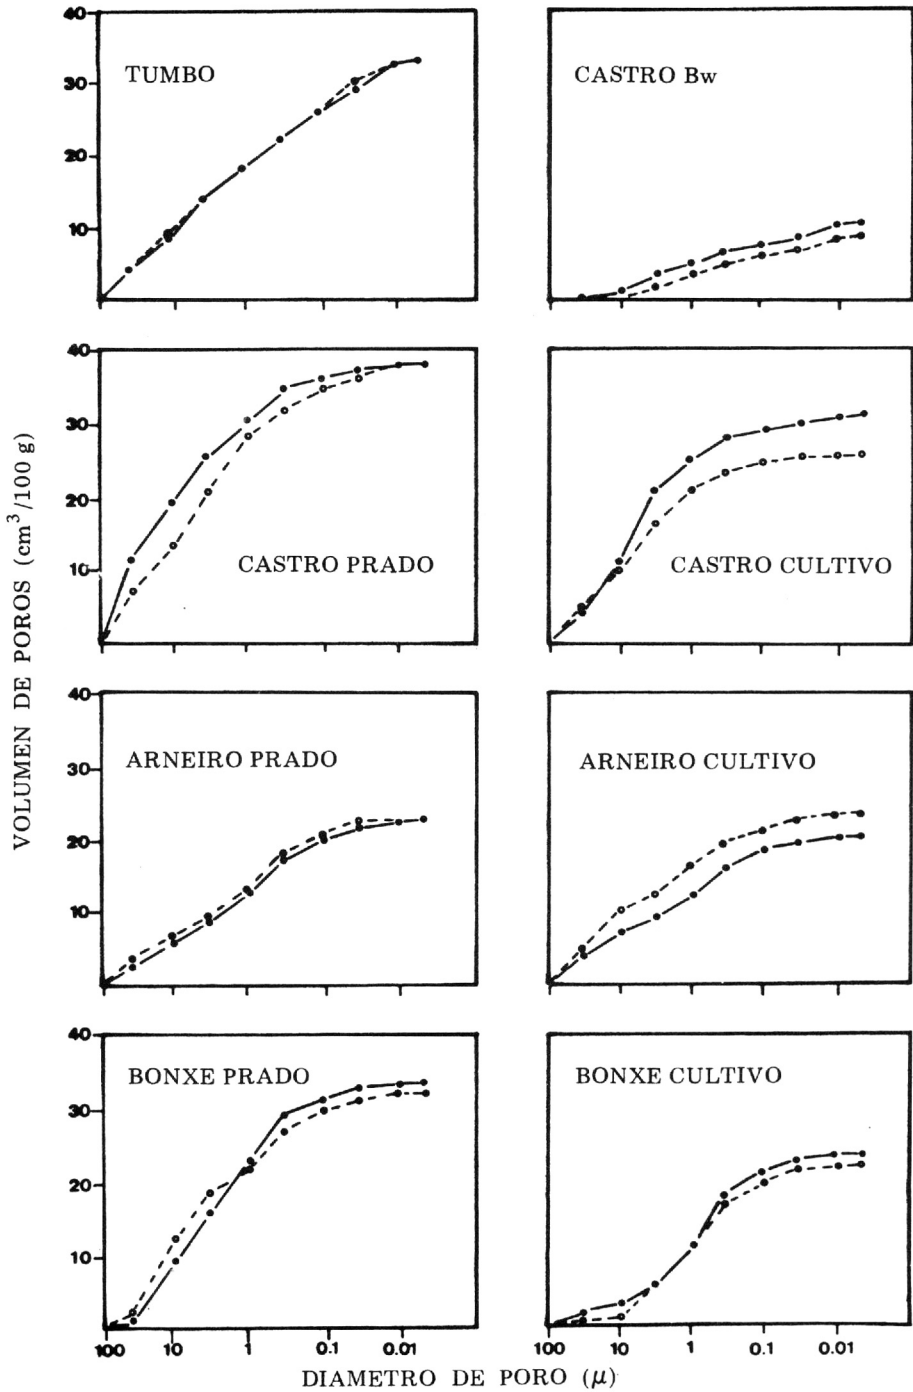 40
30
20
10
TUMBO
CASTRO Bw
40
30
20
10
CASTRO PRADO
CASTRO CULTIVO
VOLUMEN DE POROS (cm³/100 g)
40
30
20
10
ARNEIRO PRADO
ARNEIRO CULTIVO
40
30
20
10
BONXE PRADO
BONXE CULTIVO
100 10 1 0.1 0.01 100 10 1 0.1 0.01
DIAMETRO DE PORO (μ)